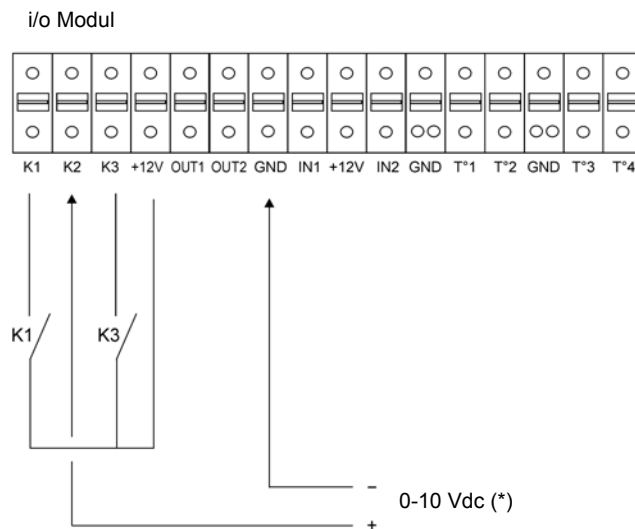 i/o Modul
K1 K2 K3 +12V OUT1 OUT2 GND IN1 +12V IN2 GND T°1 T°2 GND T°3 T°4
K1 K3
−
0-10 Vdc (*)
+